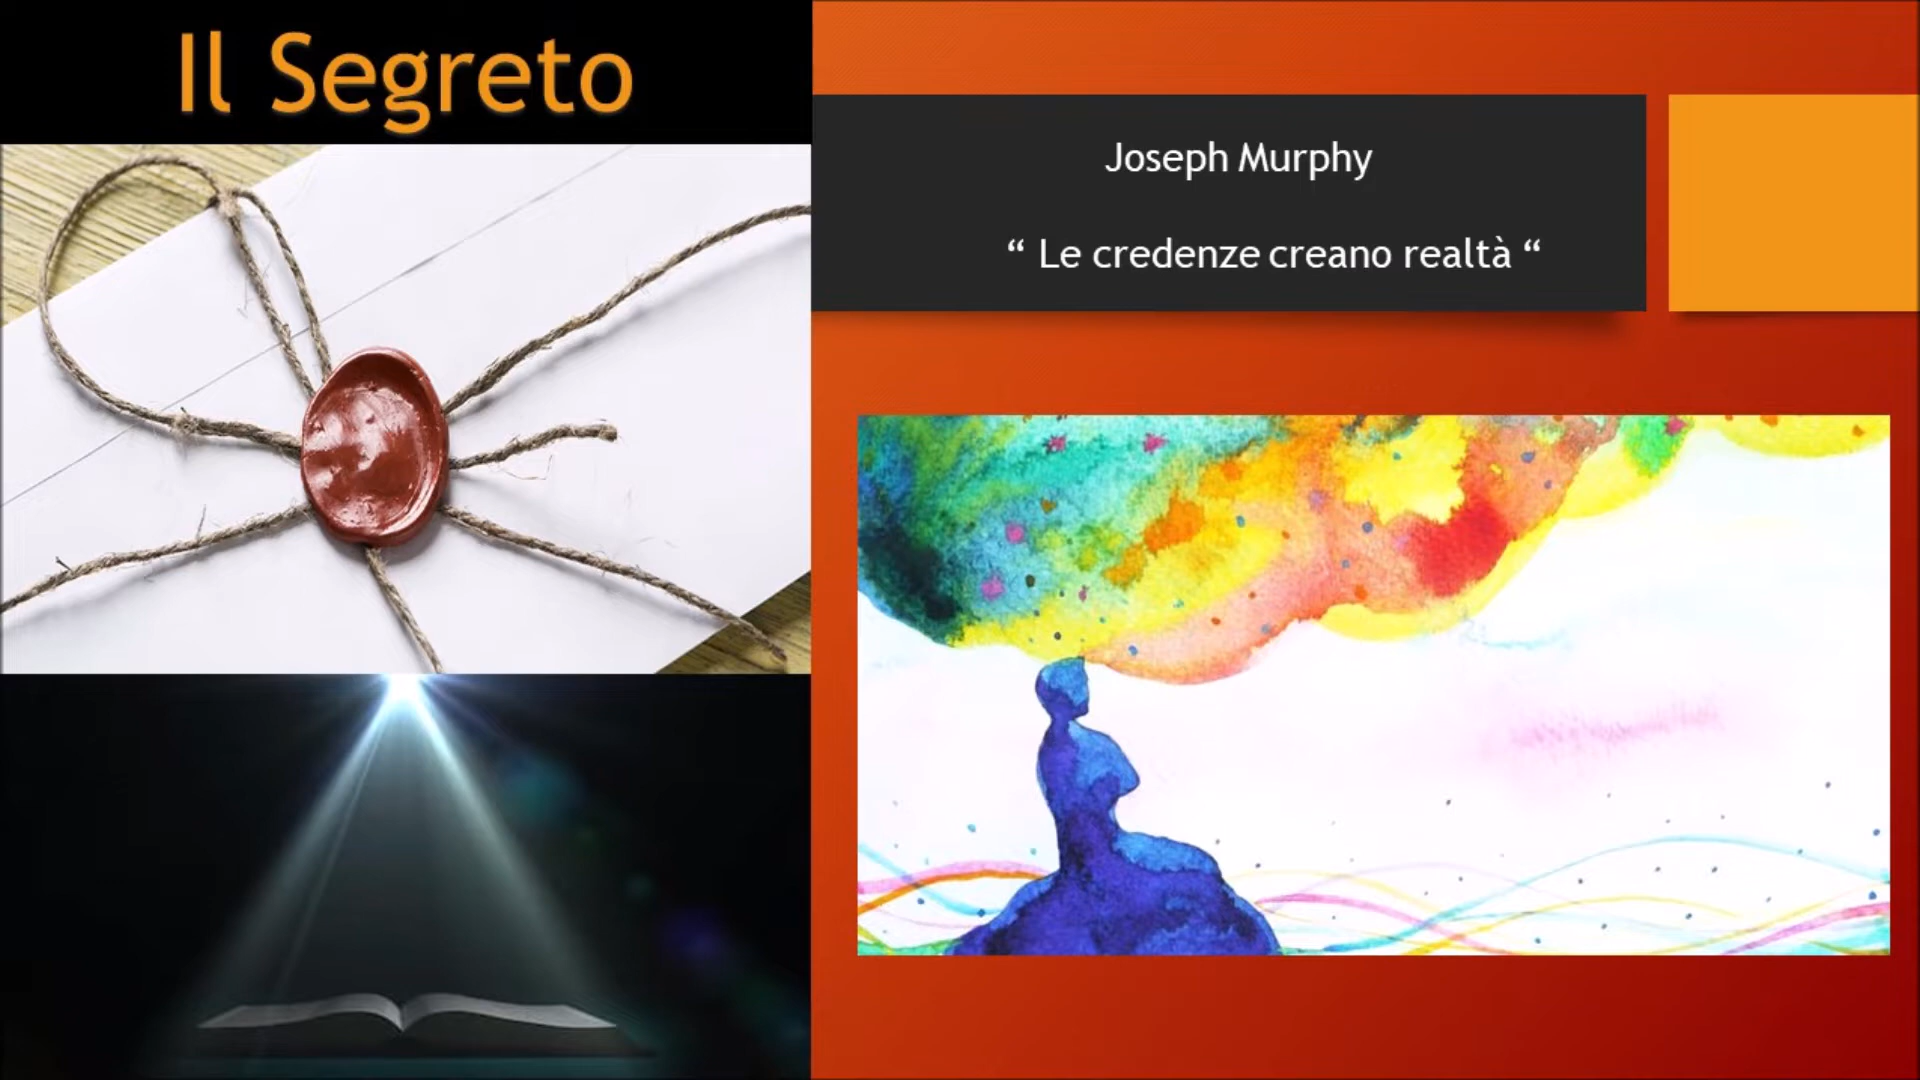 Il Segreto
Joseph Murphy
“ Le credenze creano realtà “